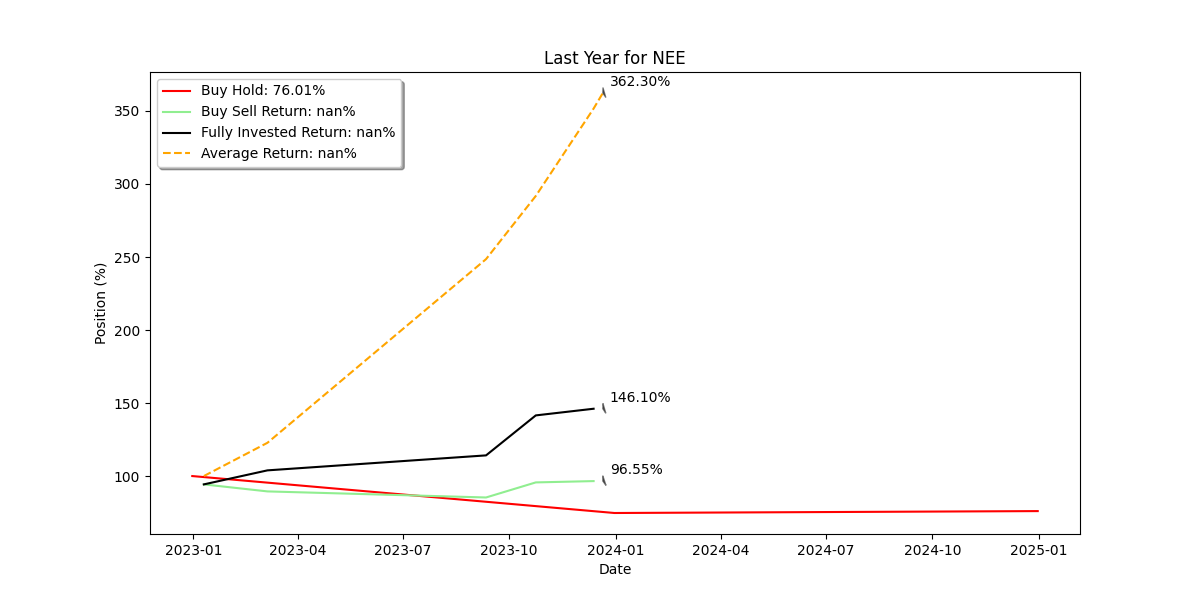 Last Year for NEE
362.30%
Buy Hold: 76.01%
Buy Sell Return: nan%
Fully Invested Return: nan%
Average Return: nan%
350
300
250
200
150
100
Position (%)
146.10%
96.55%
2023-01 2023-04 2023-07 2023-10 2024-01 2024-04 2024-07 2024-10 2025-01
Date